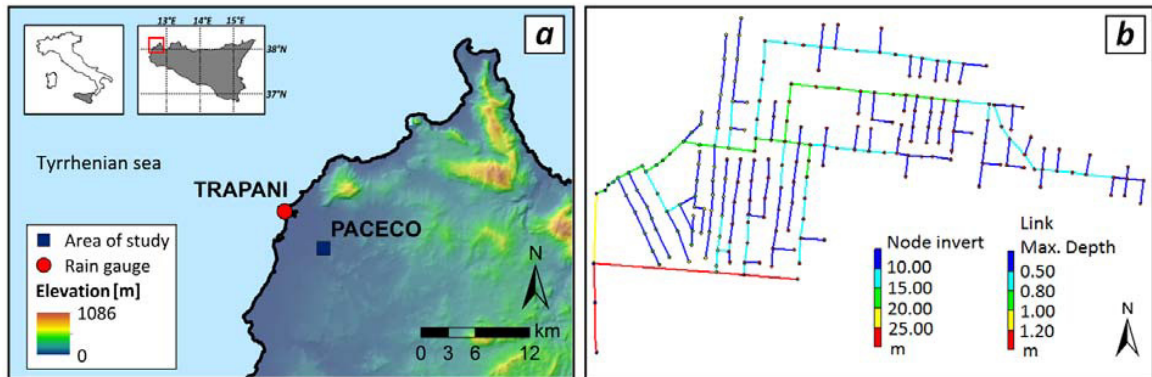 13°E 14°E 15°E
a
38°N
37°N
Tyrrhenian sea
TRAPANI
PACECO
Area of study
Rain gauge
Elevation [m]
1086
0
N
km
0 3 6 12
b
Node invert
10.00
15.00
20.00
25.00
m
Link
Max. Depth
0.50
0.80
1.00
1.20
m
N